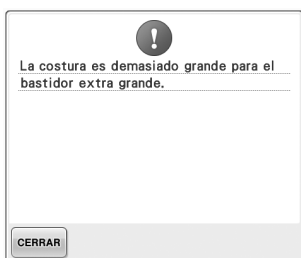 La costura es demasiado grande para el
bastidor extra grande.
CERRAR